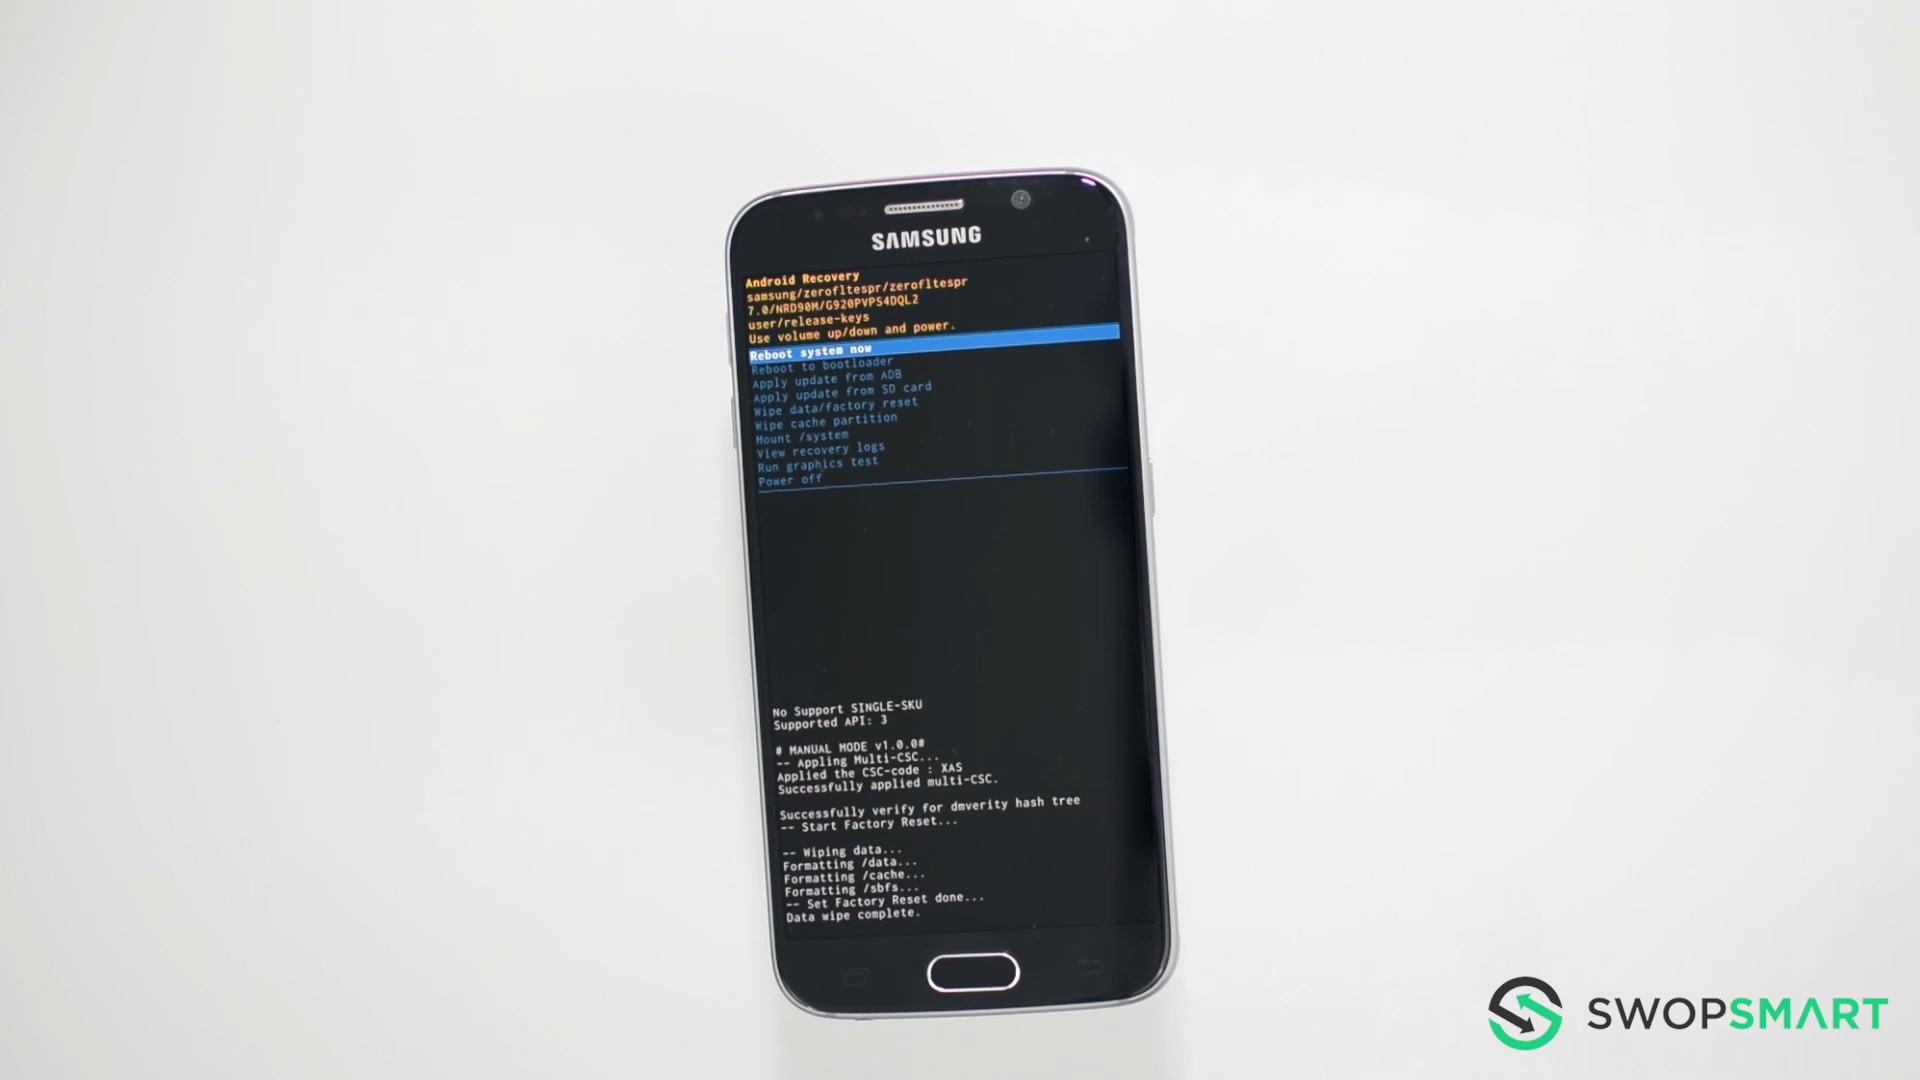 SAMSUNG
Android Recovery
samsung/zerofltespr/zerofltespr
7.0/NRD90M/G920PVPS4DQL2
user/release-keys
Use volume up/down and power.
Reboot system now
Reboot to bootloader
Apply update from ADB
Apply update from SD card
Wipe data/factory reset
Wipe cache partition
Mount /system
View recovery logs
Run graphics test
Power off
No Support SINGLE-SKU
Supported API: 3
# MANUAL MODE v1.0.0#
-- Appling Multi-CSC...
Applied the CSC-code : XAS
Successfully applied multi-CSC.
Successfully verify for dmverity hash tree
-- Start Factory Reset...
-- Wiping data...
Formatting /data...
Formatting /cache...
Formatting /sbfs...
-- Set Factory Reset done...
Data wipe complete.
SWOPSMART